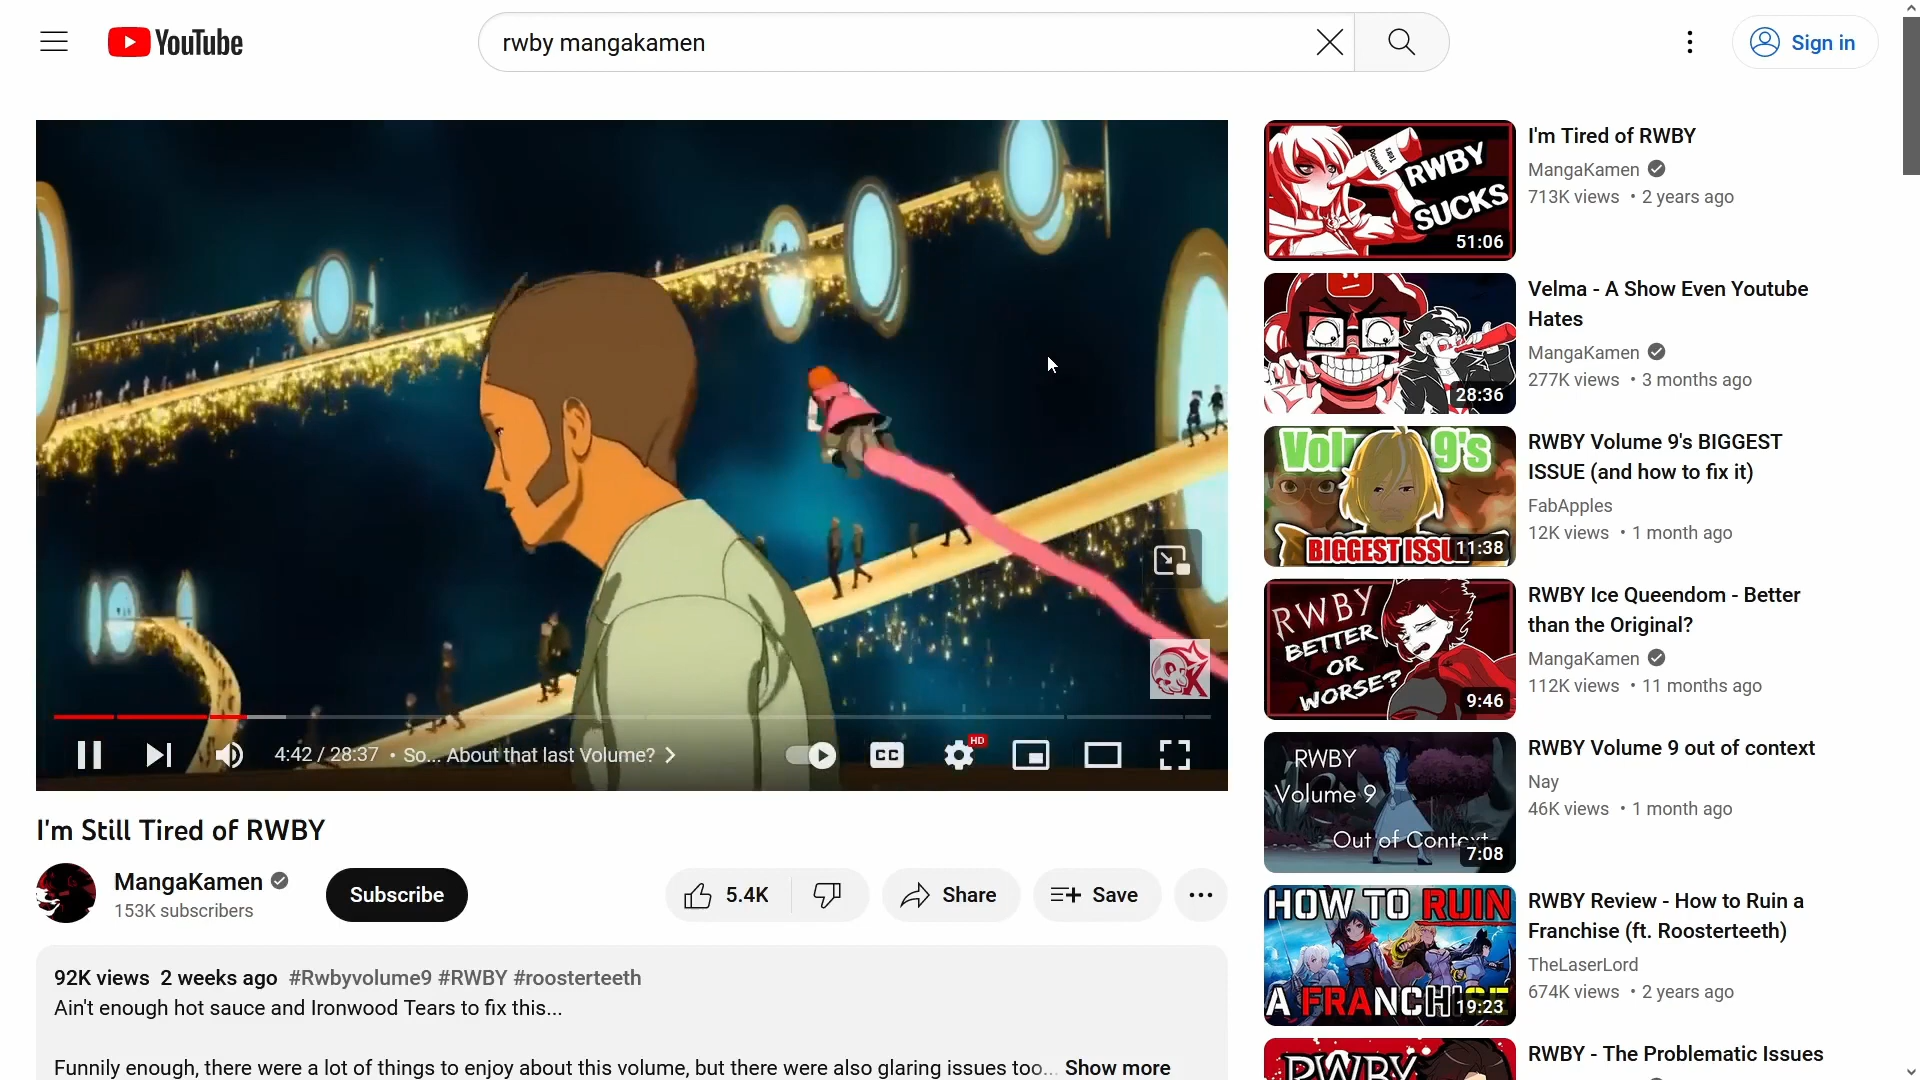 YouTube
rwby mangakamen
Sign in
HD
CC
4:42 / 28:37 • So... About that last Volume?
I'm Still Tired of RWBY
MangaKamen
153K subscribers
Subscribe
5.4K
Share
Save
92K views 2 weeks ago #Rwbyvolume9 #RWBY #roosterteeth
Ain't enough hot sauce and Ironwood Tears to fix this...
Funnily enough, there were a lot of things to enjoy about this volume, but there were also glaring issues too... Show more
Ironwood
Tears
RWBY
SUCKS
51:06
I'm Tired of RWBY
MangaKamen
713K views • 2 years ago
28:36
Velma - A Show Even Youtube
Hates
MangaKamen
277K views • 3 months ago
Vol 9's
BIGGEST ISSU
11:38
RWBY Volume 9's BIGGEST
ISSUE (and how to fix it)
FabApples
12K views • 1 month ago
RWBY
BETTER
OR
WORSE?
9:46
RWBY Ice Queendom - Better
than the Original?
MangaKamen
112K views • 11 months ago
RWBY
Volume 9
Out of Context
7:08
RWBY Volume 9 out of context
Nay
46K views • 1 month ago
HOW TO RUIN
A FRANCHISE
19:23
RWBY Review - How to Ruin a
Franchise (ft. Roosterteeth)
TheLaserLord
674K views • 2 years ago
RWBY
RWBY - The Problematic Issues